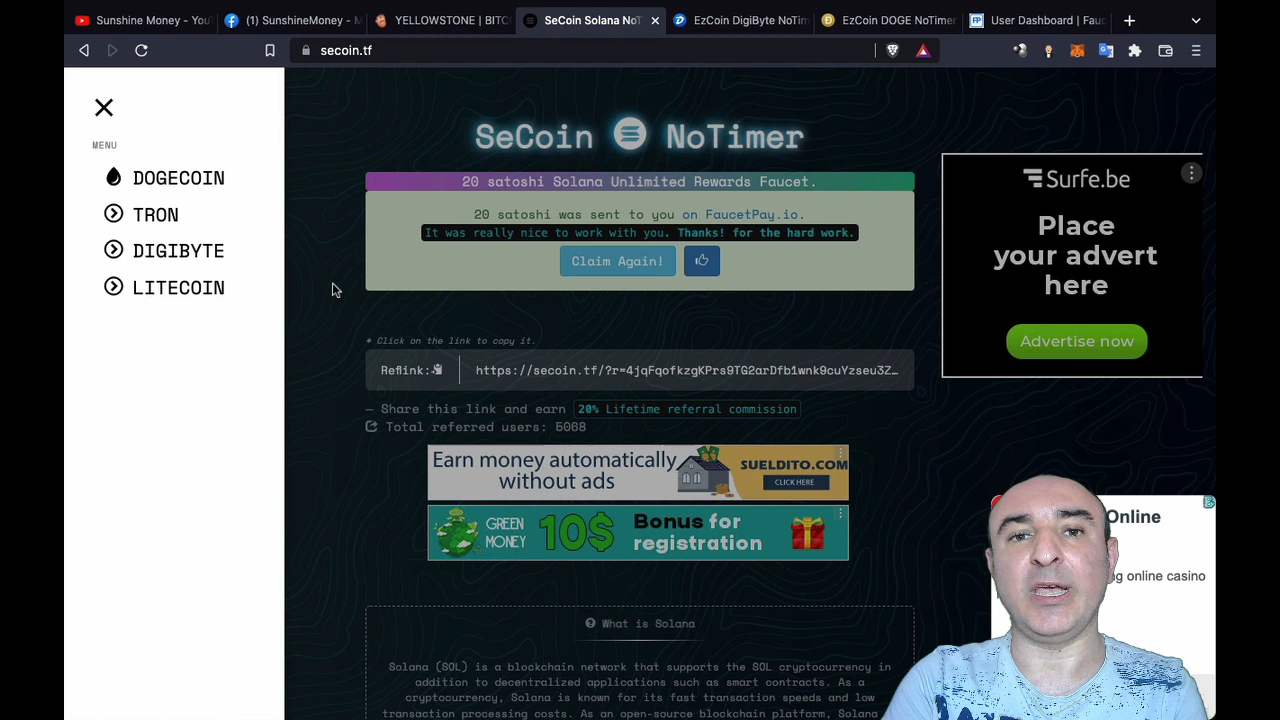 Sunshine Money - YouT
(1) SunshineMoney - M
YELLOWSTONE | BITC
SeCoin Solana NoT
EzCoin DigiByte NoTim
EzCoin DOGE NoTimer
User Dashboard | Fauc
secoin.tf
MENU
DOGECOIN
TRON
DIGIBYTE
LITECOIN
SeCoin NoTimer
20 satoshi Solana Unlimited Rewards Faucet.
20 satoshi was sent to you on FaucetPay.io.
It was really nice to work with you. Thanks! for the hard work.
Claim Again!
* Click on the link to copy it.
Reflink: https://secoin.tf/?r=4jqFqofkzgKPrs9TG2arDfb1wnk9cuYzseu3Z…
— Share this link and earn 20% Lifetime referral commission
Total referred users: 5068
Earn money automatically
without ads
SUELDITO.COM
CLICK HERE
GREEN
MONEY
10$
Bonus for
registration
What is Solana
Solana (SOL) is a blockchain network that supports the SOL cryptocurrency in
addition to decentralized applications such as smart contracts. As a
cryptocurrency, Solana is known for its fast transaction speeds and low
transaction processing costs. As an open-source blockchain platform, Solana
Surfe.be
Place
your advert
here
Advertise now
Online
online casino